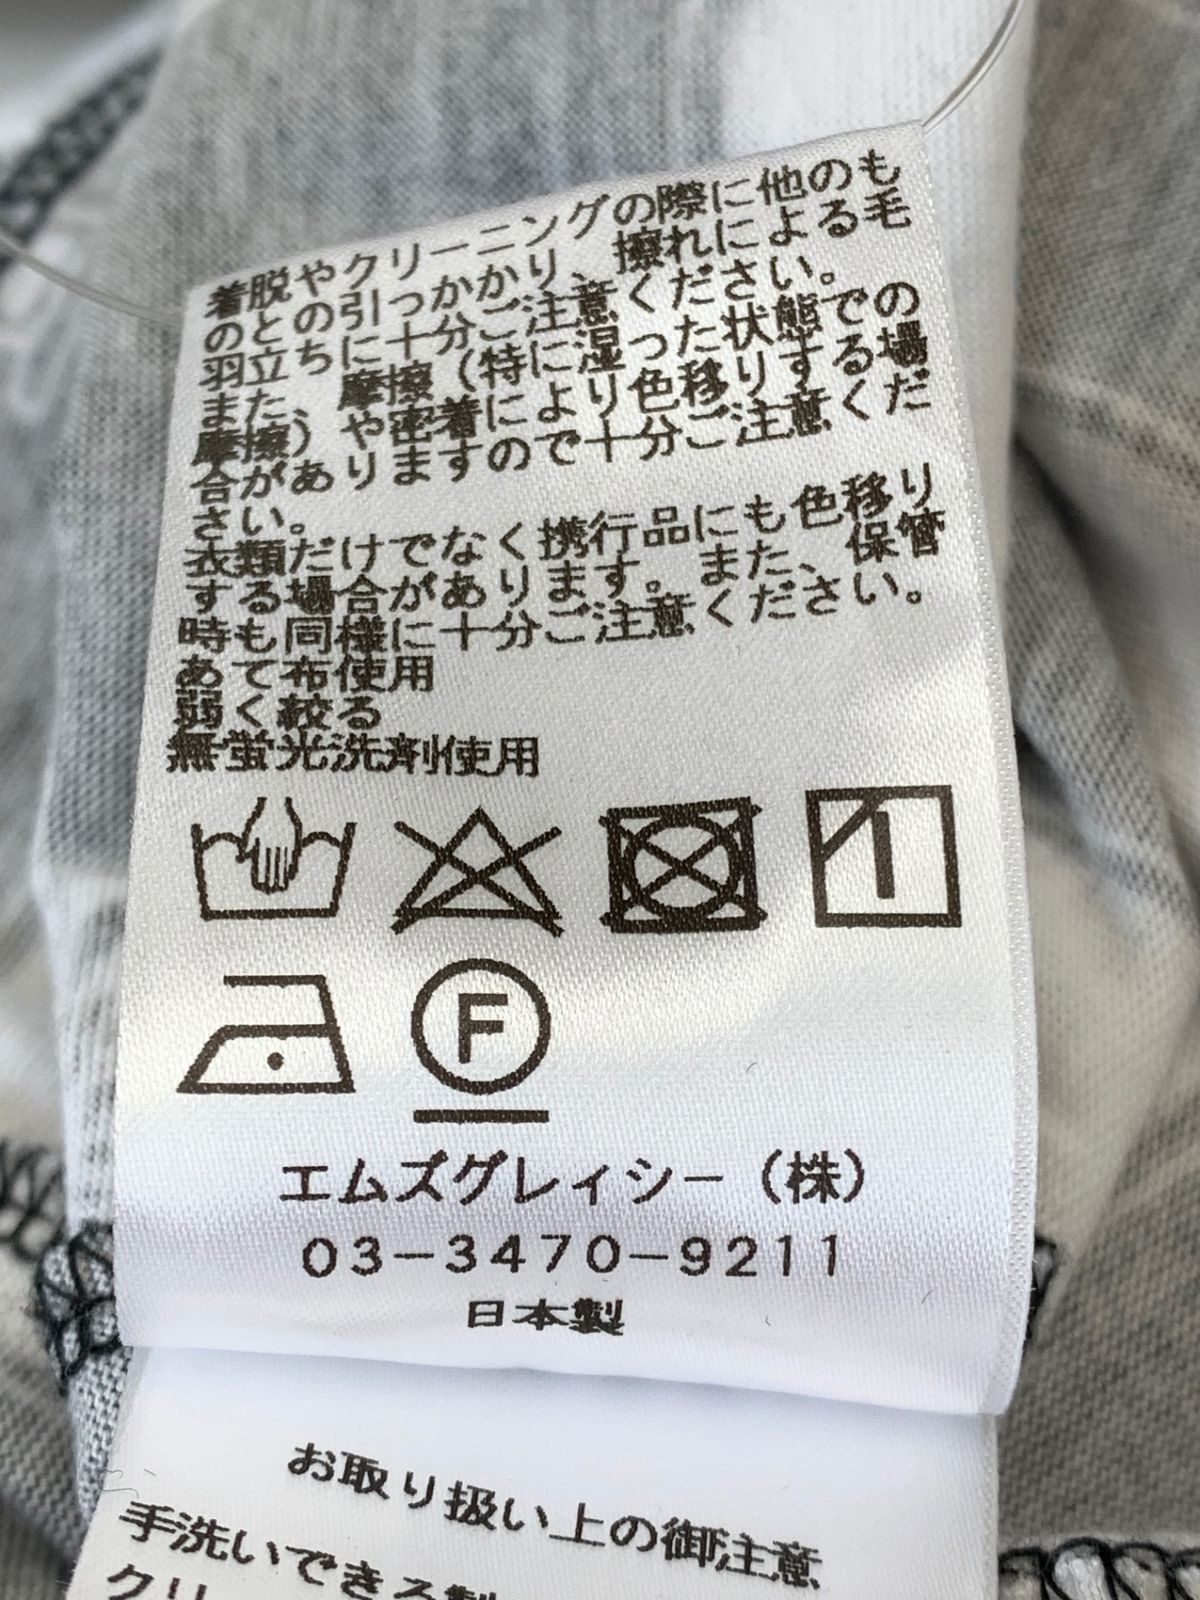 着脱やクリーニングの際に他のも
のとの引っかかり、擦れによる毛
羽立ちに十分ご注意ください。
また、摩擦（特に湿った状態での
摩擦）や密着により色移りする場
合がありますので十分ご注意くだ
さい。
衣類だけでなく携行品にも色移り
する場合があります。また、保管
時も同様に十分ご注意ください。
あて布使用
弱く絞る
無蛍光洗剤使用
F
エムズグレィシー（株）
03-3470-9211
日本製
お取り扱い上の御注意
手洗いできる製
クリ